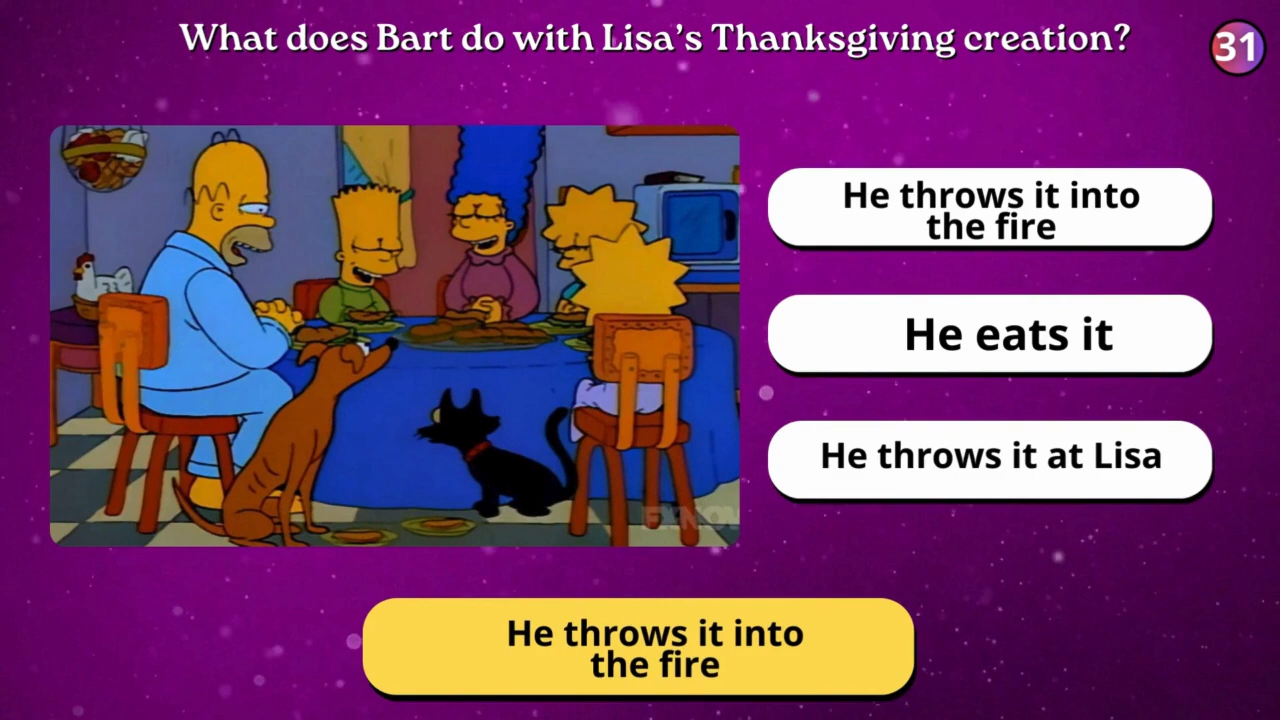 What does Bart do with Lisa's Thanksgiving creation?
31
He throws it into
the fire
He eats it
He throws it at Lisa
FXNOW
He throws it into
the fire